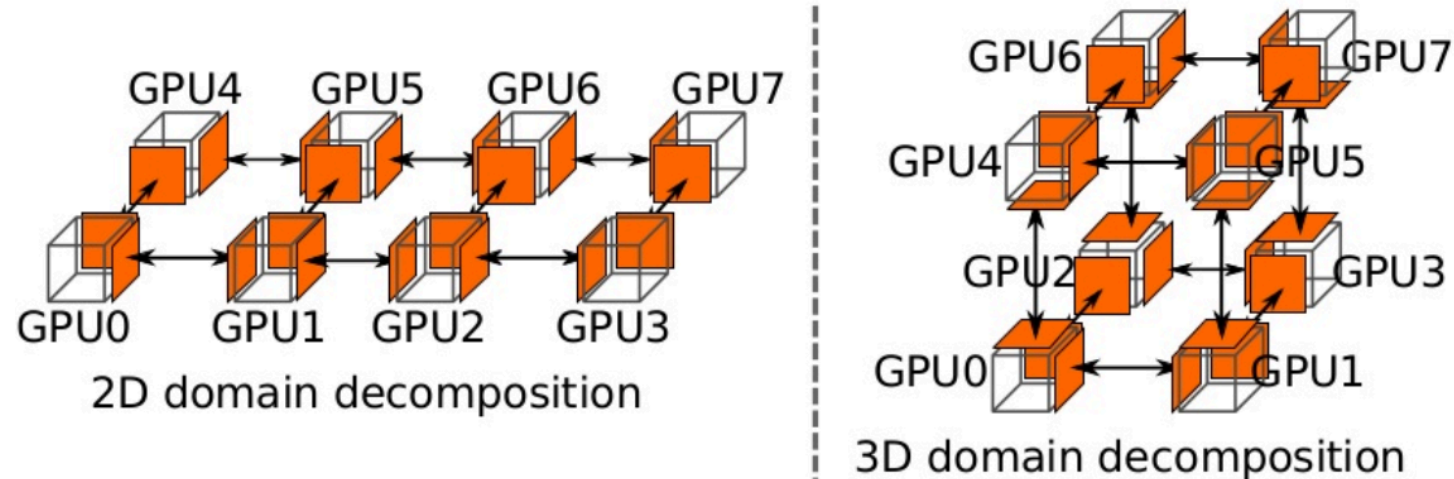 GPU4 GPU5 GPU6 GPU7
GPU0 GPU1 GPU2 GPU3
2D domain decomposition
GPU6 GPU7
GPU4 GPU5
GPU2 GPU3
GPU0 GPU1
3D domain decomposition